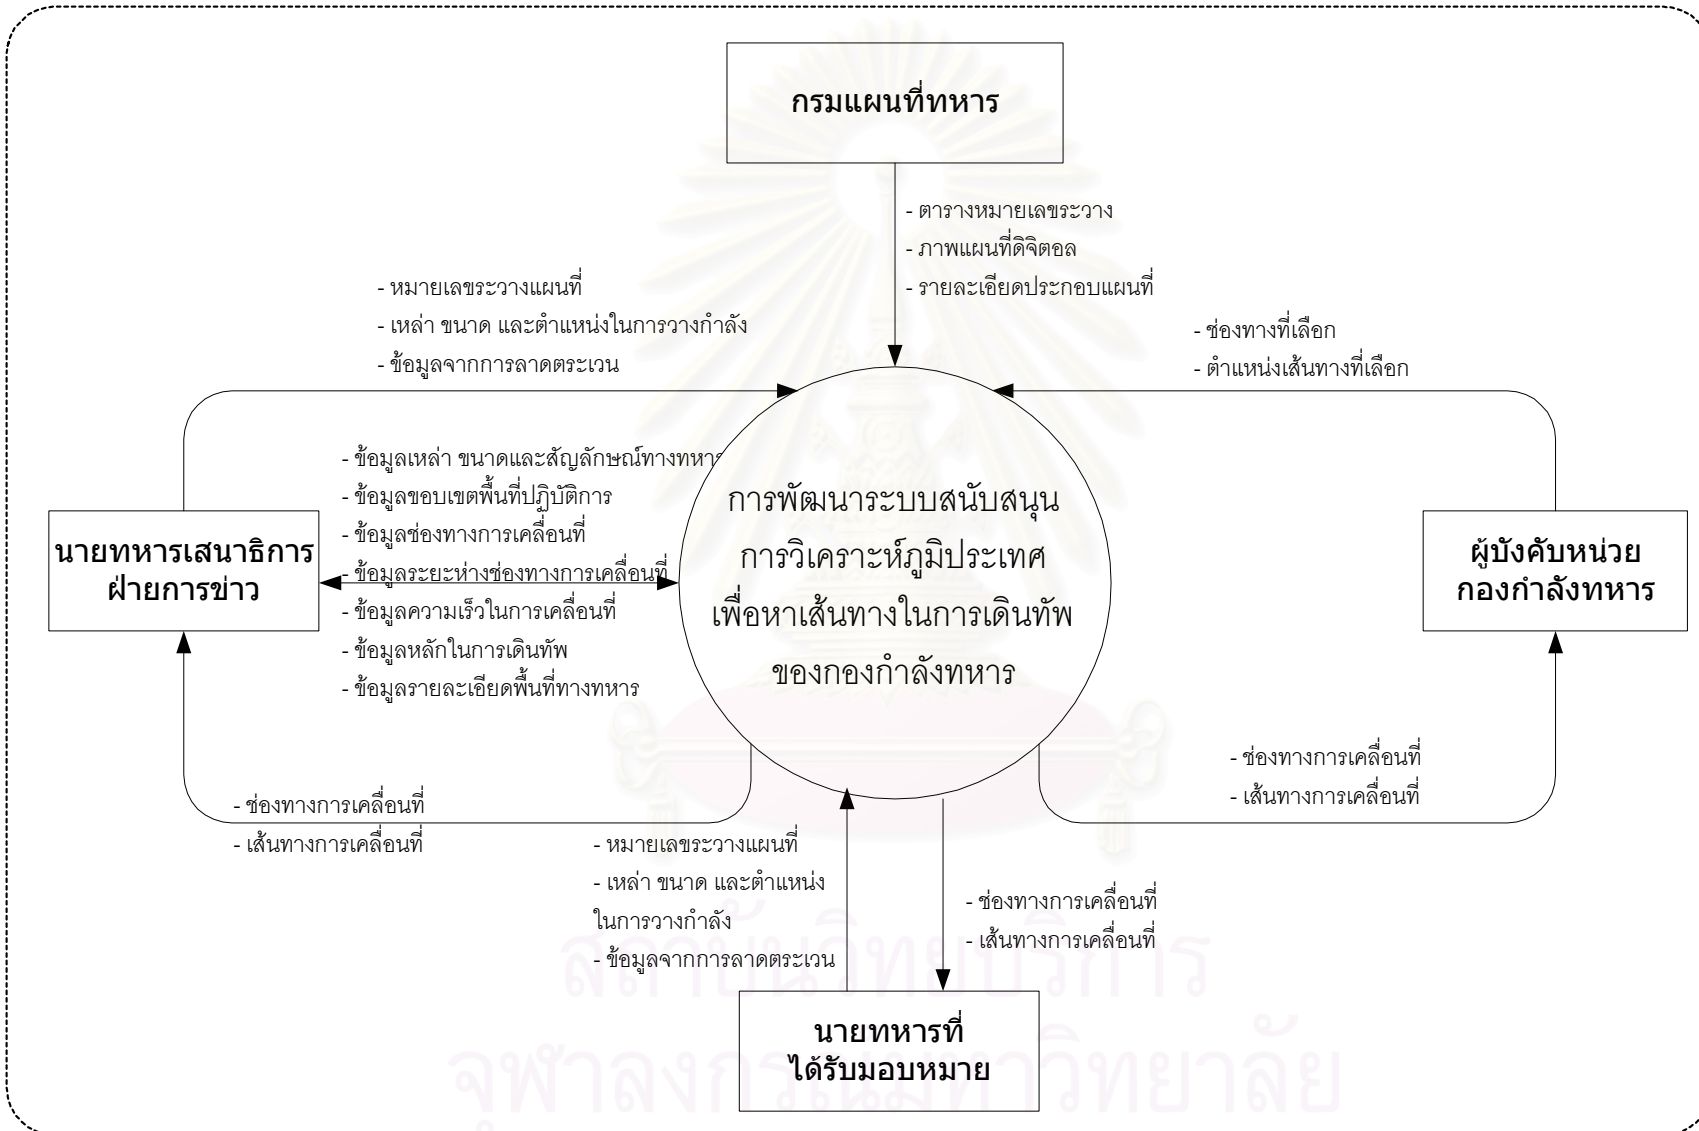 กรมแผนที่ทหาร
- ตารางหมายเลขระวาง
- ภาพแผนที่ดิจิตอล
- รายละเอียดประกอบแผนที่
- หมายเลขระวางแผนที่
- เหล่า ขนาด และตำแหน่งในการวางกำลัง
- ข้อมูลจากการลาดตระเวน
- ช่องทางที่เลือก
- ตำแหน่งเส้นทางที่เลือก
- ข้อมูลเหล่า ขนาดและสัญลักษณ์ทางทหาร
- ข้อมูลขอบเขตพื้นที่ปฏิบัติการ
- ข้อมูลช่องทางการเคลื่อนที่
- ข้อมูลระยะห่างช่องทางการเคลื่อนที่
- ข้อมูลความเร็วในการเคลื่อนที่
- ข้อมูลหลักในการเดินทัพ
- ข้อมูลรายละเอียดพื้นที่ทางทหาร
นายทหารเสนาธิการ
ฝ่ายการข่าว
การพัฒนาระบบสนับสนุน
การวิเคราะห์ภูมิประเทศ
เพื่อหาเส้นทางในการเดินทัพ
ของกองกำลังทหาร
ผู้บังคับหน่วย
กองกำลังทหาร
- ช่องทางการเคลื่อนที่
- เส้นทางการเคลื่อนที่
- ช่องทางการเคลื่อนที่
- เส้นทางการเคลื่อนที่
- หมายเลขระวางแผนที่
- เหล่า ขนาด และตำแหน่ง
ในการวางกำลัง
- ข้อมูลจากการลาดตระเวน
- ช่องทางการเคลื่อนที่
- เส้นทางการเคลื่อนที่
นายทหารที่
ได้รับมอบหมาย
สถาบันวิทยบริการ
จุฬาลงกรณ์มหาวิทยาลัย